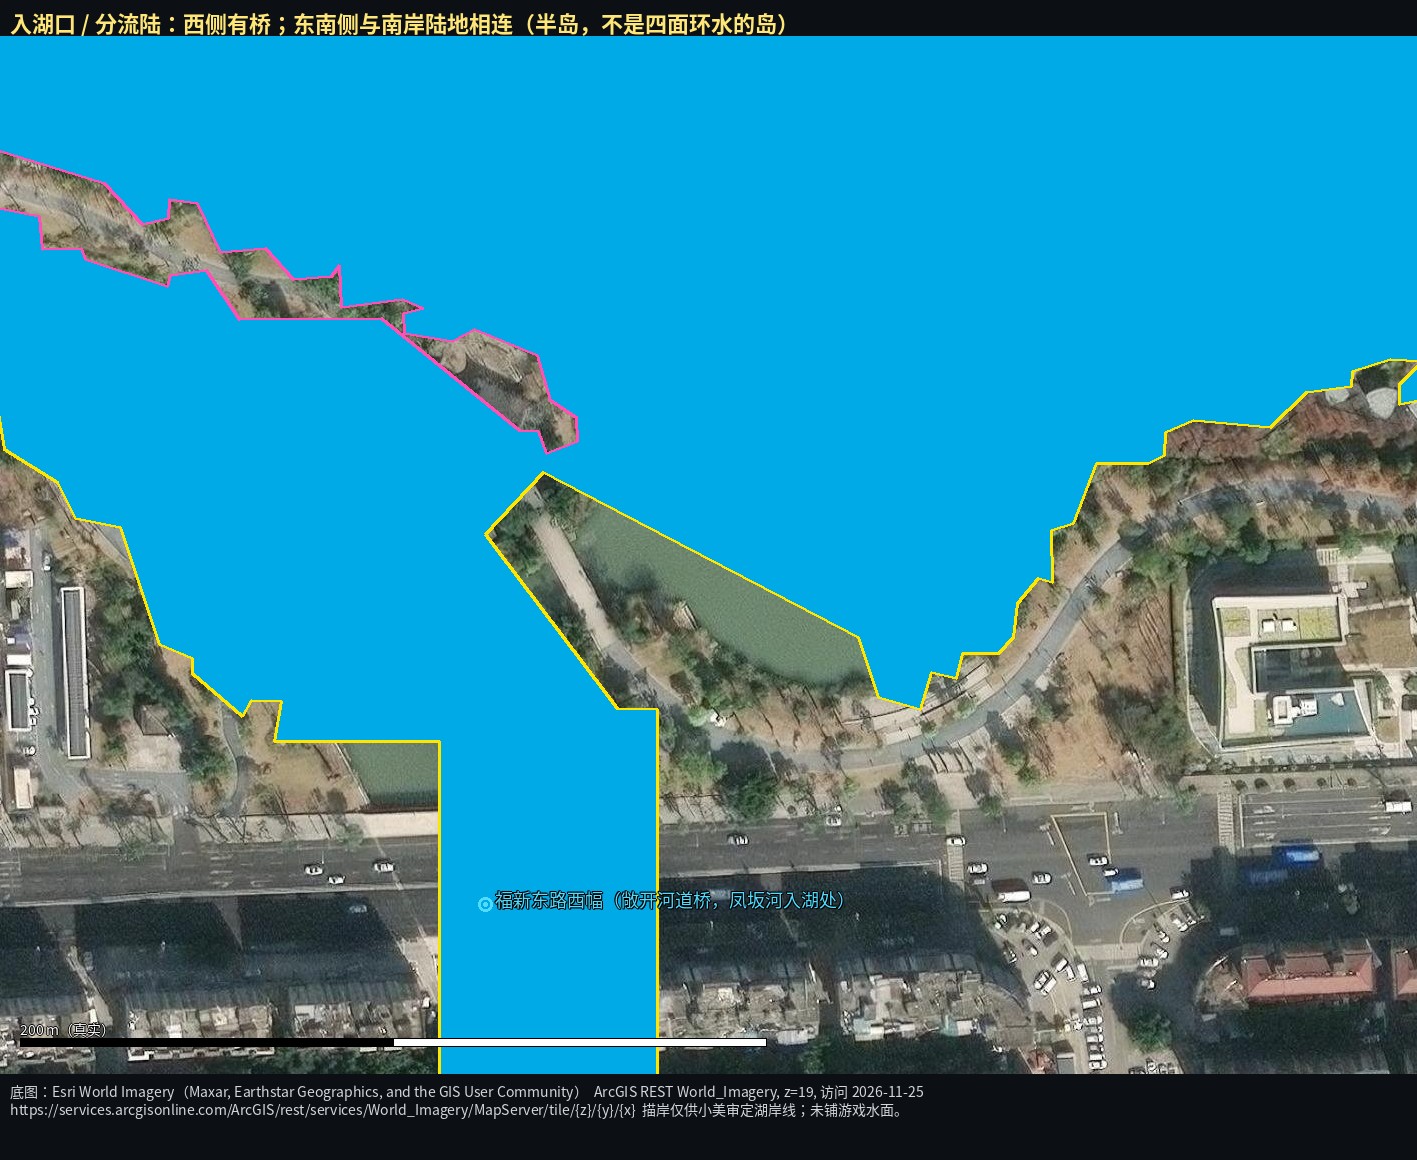 入湖口 / 分流陆：西侧有桥；东南侧与南岸陆地相连（半岛，不是四面环水的岛）
福新东路西幅（敞开河道桥，凤坂河入湖处）
200m（真实）
底图：Esri World Imagery（Maxar, Earthstar Geographics, and the GIS User Community） ArcGIS REST World_Imagery, z=19, 访问 2026-11-25
https://services.arcgisonline.com/ArcGIS/rest/services/World_Imagery/MapServer/tile/{z}/{y}/{x} 描岸仅供小美审定湖岸线；未铺游戏水面。